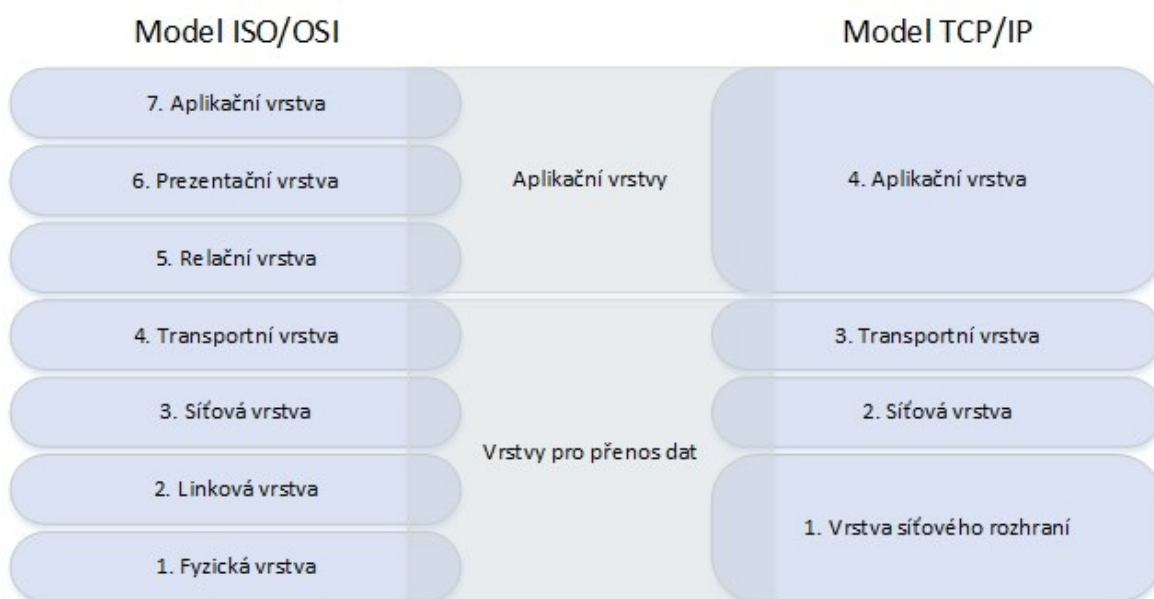 Model ISO/OSI
Model TCP/IP
7. Aplikační vrstva
6. Prezentační vrstva
5. Relační vrstva
4. Transportní vrstva
3. Síťová vrstva
2. Linková vrstva
1. Fyzická vrstva
Aplikační vrstvy
Vrstvy pro přenos dat
4. Aplikační vrstva
3. Transportní vrstva
2. Síťová vrstva
1. Vrstva síťového rozhraní